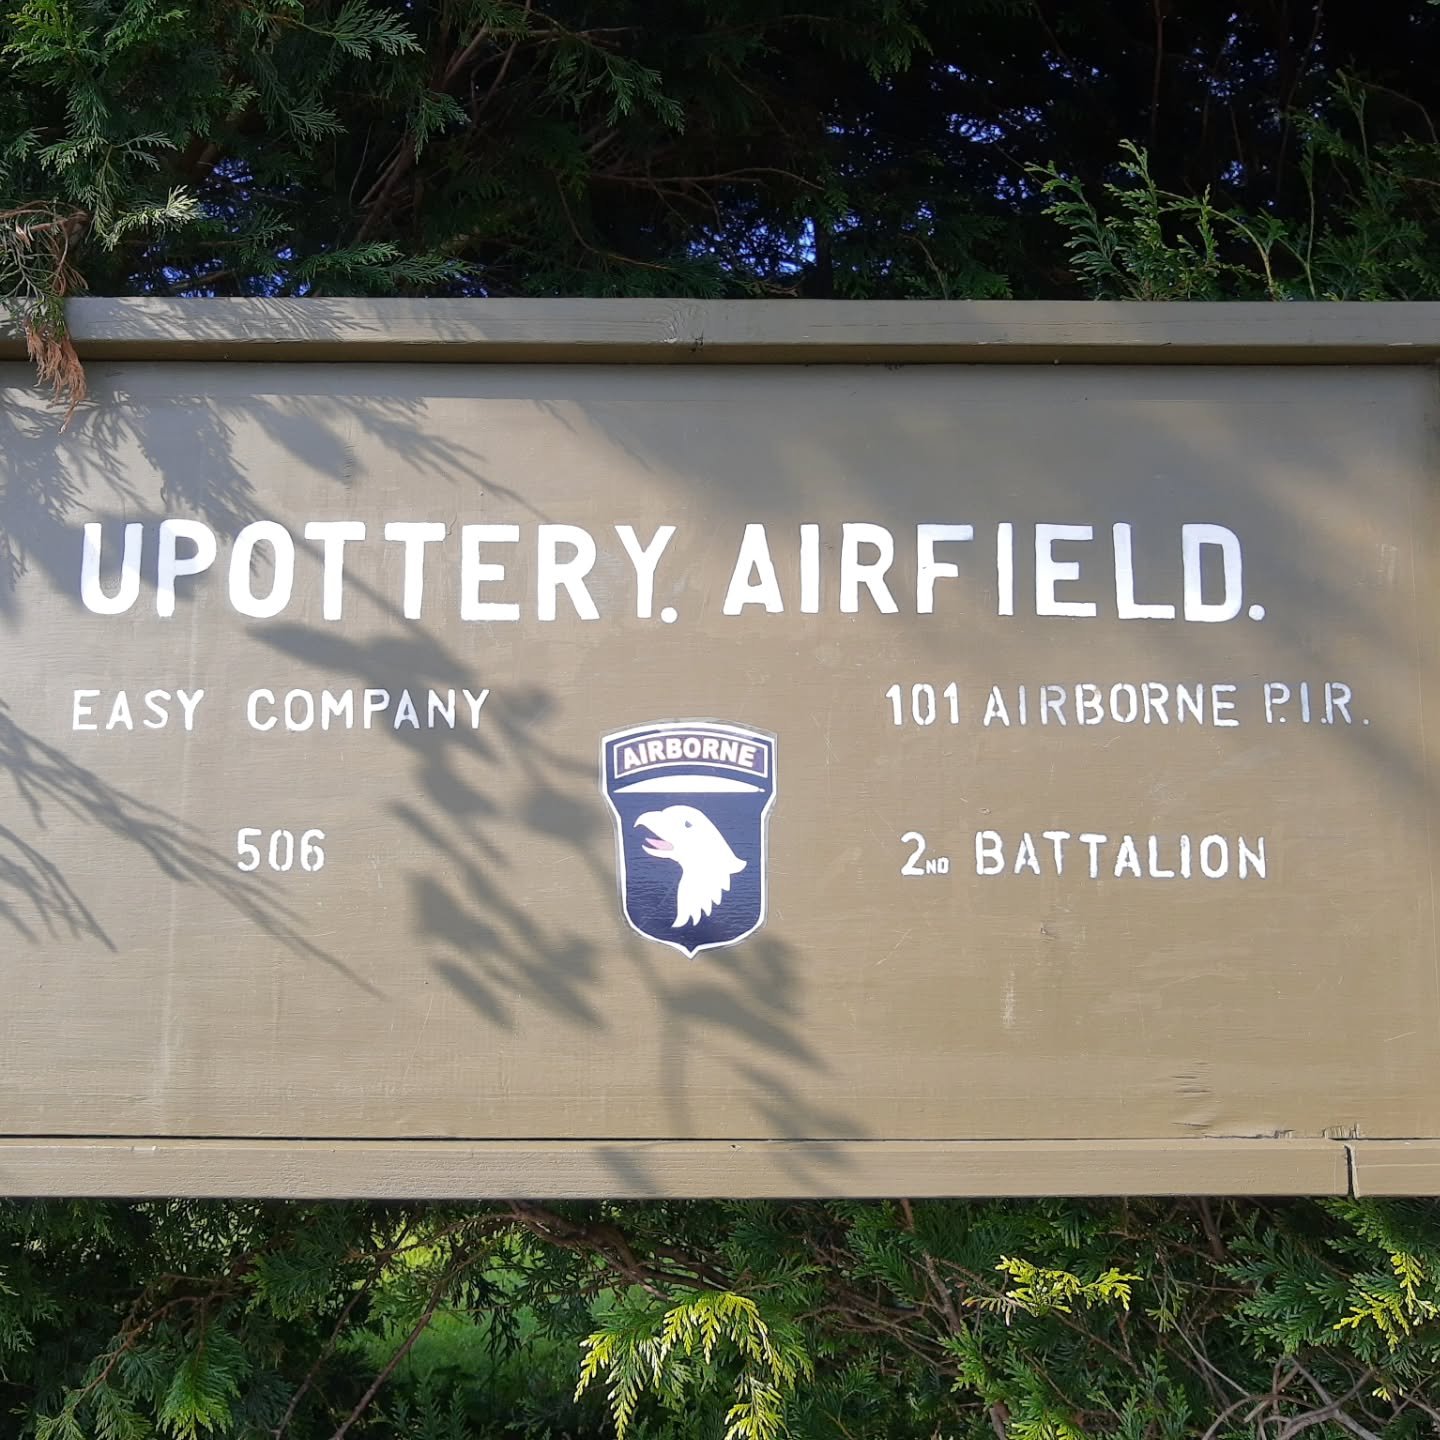 UPOTTERY. AIRFIELD.
EASY COMPANY
101 AIRBORNE P.I.R.
AIRBORNE
506
2ND BATTALION